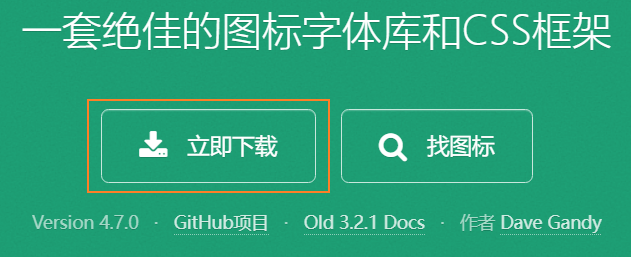 一套绝佳的图标字体库和CSS框架
立即下载 找图标
Version 4.7.0 · GitHub项目 · Old 3.2.1 Docs · 作者 Dave Gandy